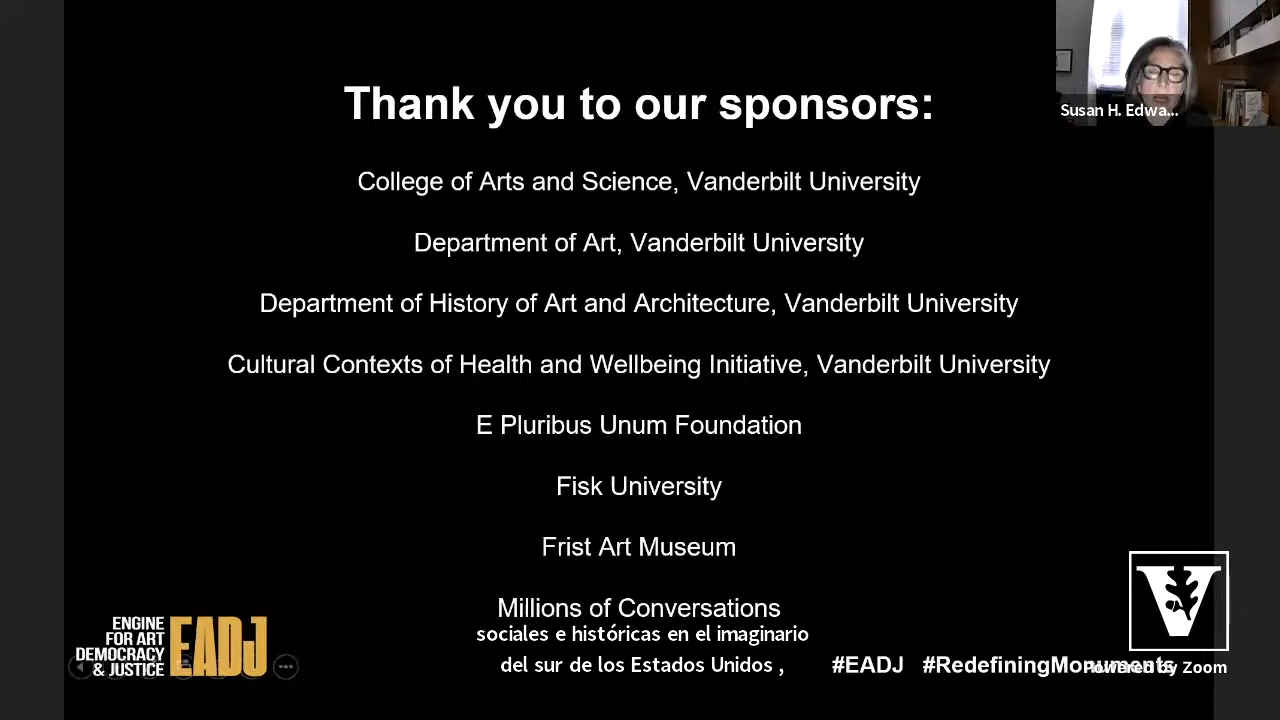 Thank you to our sponsors:
Susan H. Edwa...
College of Arts and Science, Vanderbilt University
Department of Art, Vanderbilt University
Department of History of Art and Architecture, Vanderbilt University
Cultural Contexts of Health and Wellbeing Initiative, Vanderbilt University
E Pluribus Unum Foundation
Fisk University
Frist Art Museum
Millions of Conversations
sociales e históricas en el imaginario
del sur de los Estados Unidos ,
ENGINE
FOR ART
DEMOCRACY
& JUSTICE
EADJ
V
#EADJ #RedefiningMonuments
Powered by Zoom